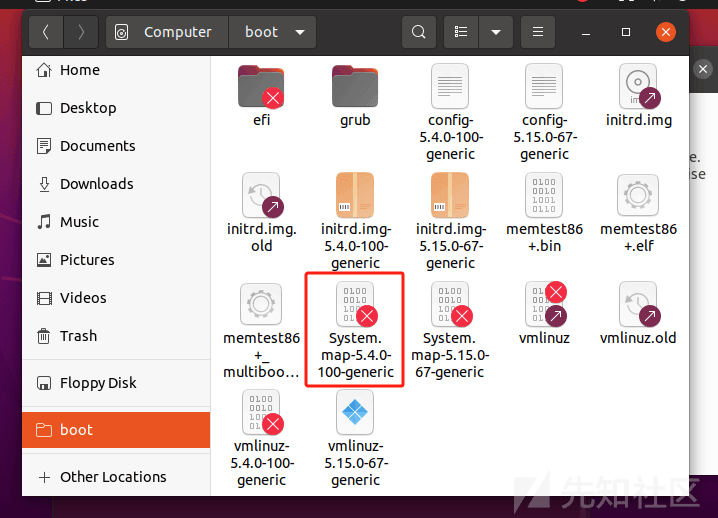 Computer
boot
Home
Desktop
Documents
Downloads
Music
Pictures
Videos
Trash
Floppy Disk
boot
Other Locations
efi
grub
config-
5.4.0-100-
generic
config-
5.15.0-67-
generic
initrd.img
initrd.img.
old
initrd.img-
5.4.0-100-
generic
initrd.img-
5.15.0-67-
generic
memtest86
+.bin
memtest86
+.elf
memtest86
+_
multiboo...
System.
map-5.4.0-
100-generic
System.
map-5.15.0-
67-generic
vmlinuz
vmlinuz.old
vmlinuz-
5.4.0-100-
generic
vmlinuz-
5.15.0-67-
generic
先知社区